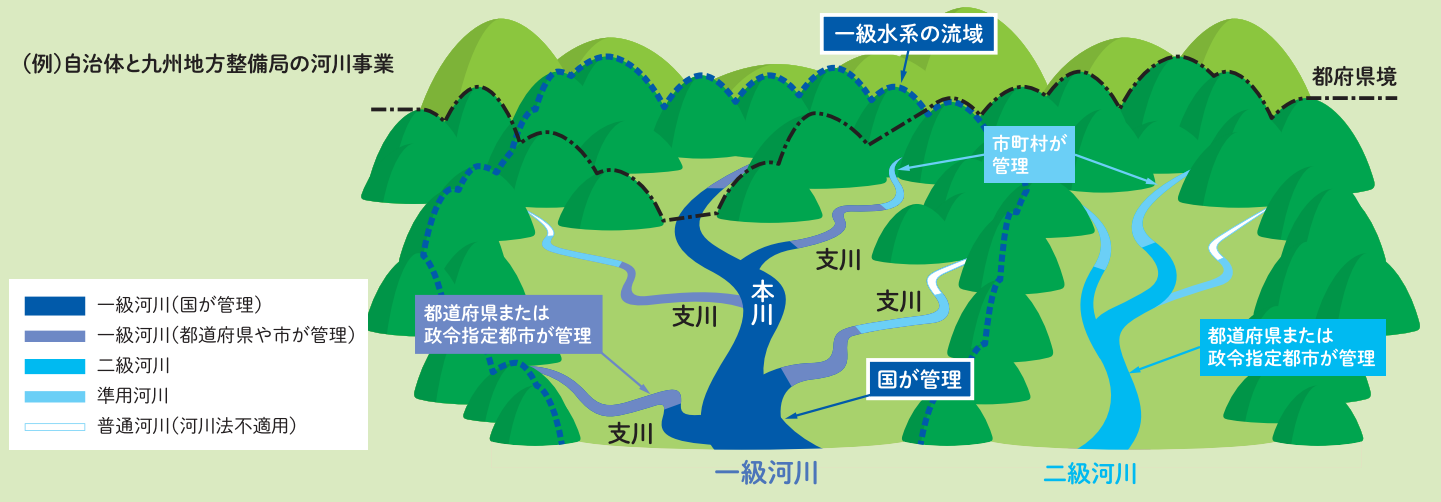 (例)自治体と九州地方整備局の河川事業
一級水系の流域
都府県境
市町村が
管理
支川
本
川
支川
支川
都道府県または
政令指定都市が管理
都道府県または
政令指定都市が管理
国が管理
支川
一級河川
二級河川
一級河川(国が管理)
一級河川(都道府県や市が管理)
二級河川
準用河川
普通河川(河川法不適用)